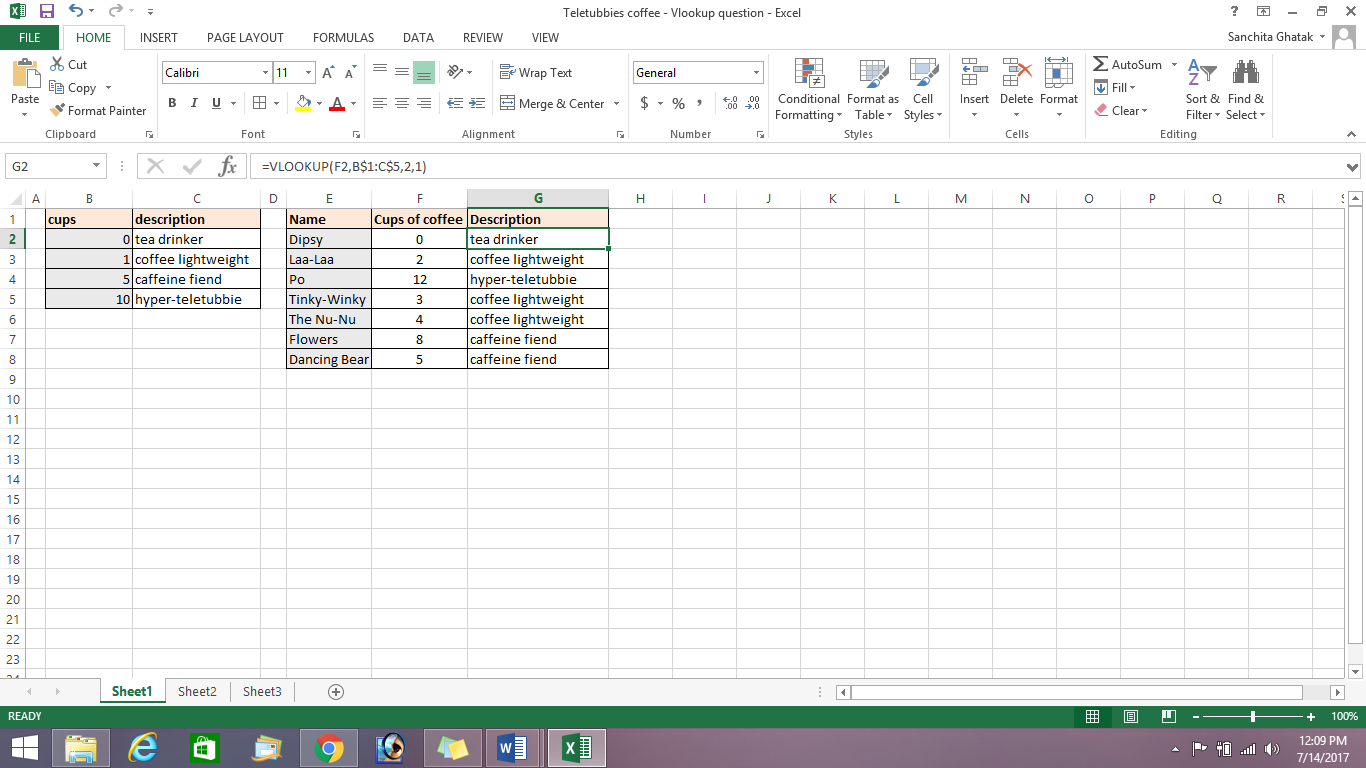 Teletubbies coffee - Vlookup question - Excel
FILE HOME INSERT PAGE LAYOUT FORMULAS DATA REVIEW VIEW Sanchita Ghatak
Paste
Cut
Copy
Format Painter
Clipboard
Calibri 11
B I U
Font
Wrap Text
Merge & Center
Alignment
General
$ % ,
Number
Conditional Formatting
Format as Table
Cell Styles
Styles
Insert Delete Format
Cells
AutoSum
Fill
Clear
Sort & Filter
Find & Select
Editing
G2 fx =VLOOKUP(F2,B$1:C$5,2,1)
A B C D E F G H I J K L M N O P Q R S
1 cups description Name Cups of coffee Description
2 0 tea drinker Dipsy 0 tea drinker
3 1 coffee lightweight Laa-Laa 2 coffee lightweight
4 5 caffeine fiend Po 12 hyper-teletubbie
5 10 hyper-teletubbie Tinky-Winky 3 coffee lightweight
6 The Nu-Nu 4 coffee lightweight
7 Flowers 8 caffeine fiend
8 Dancing Bear 5 caffeine fiend
9
10
11
12
13
14
15
16
17
18
19
20
21
22
23
24
Sheet1 Sheet2 Sheet3
READY 100%
12:09 PM
7/14/2017